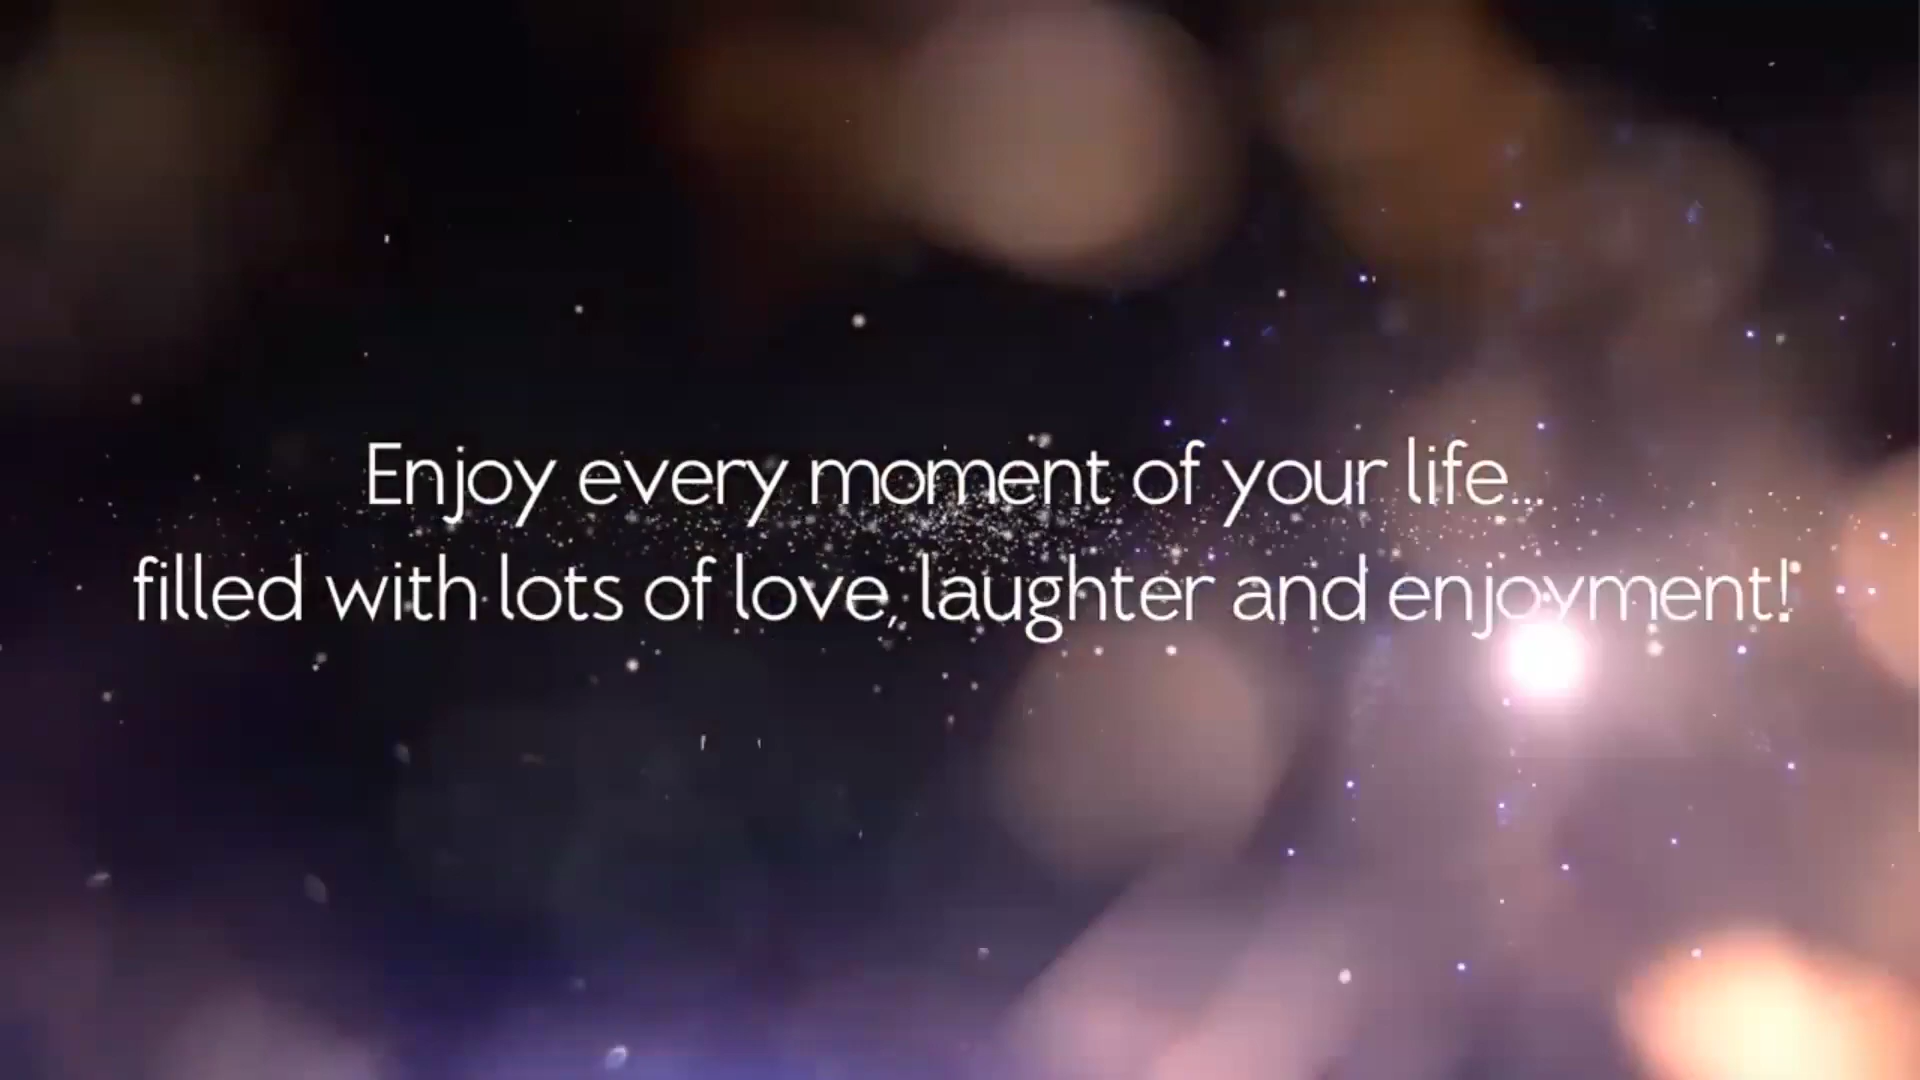 Enjoy every moment of your life...
filled with lots of love, laughter and enjoyment!